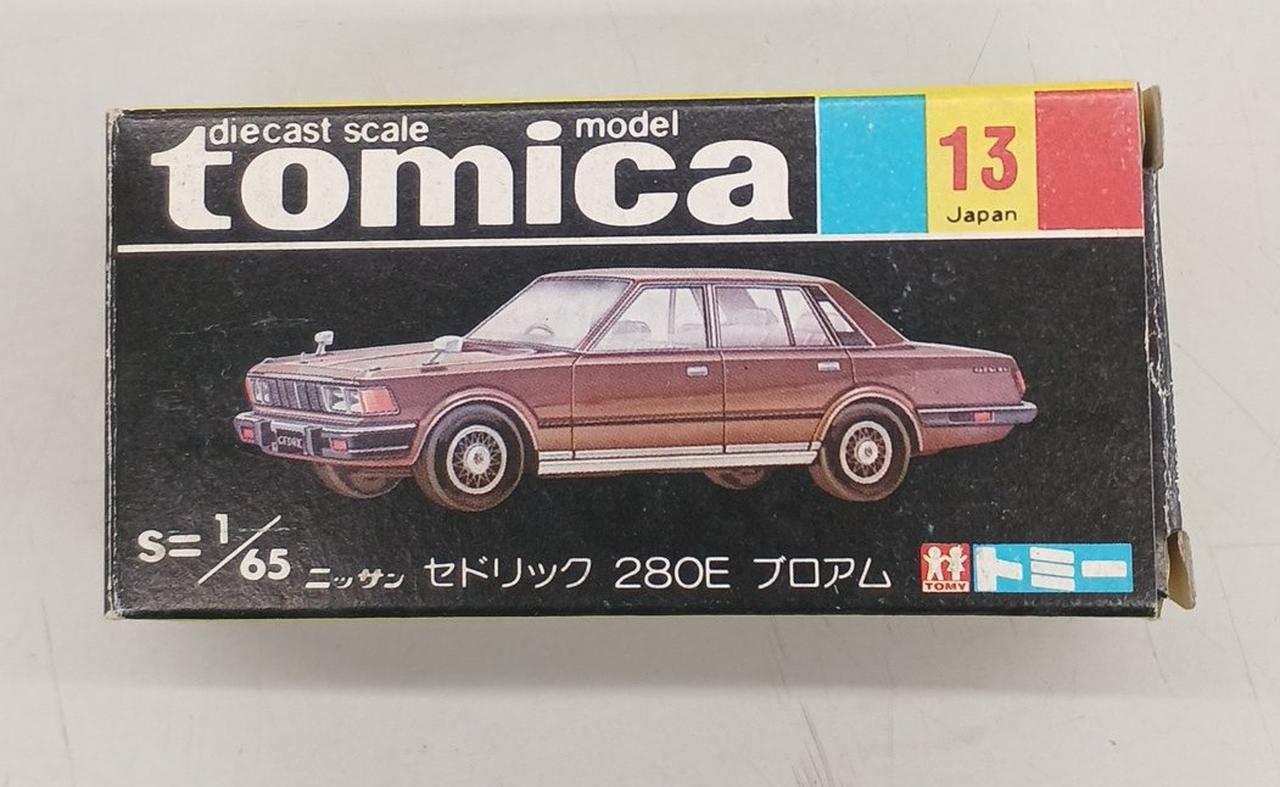 diecast scale model
tomica
13
Japan
S=1/65
ニッサン セドリック 280E ブロアム
TOMY
トミー